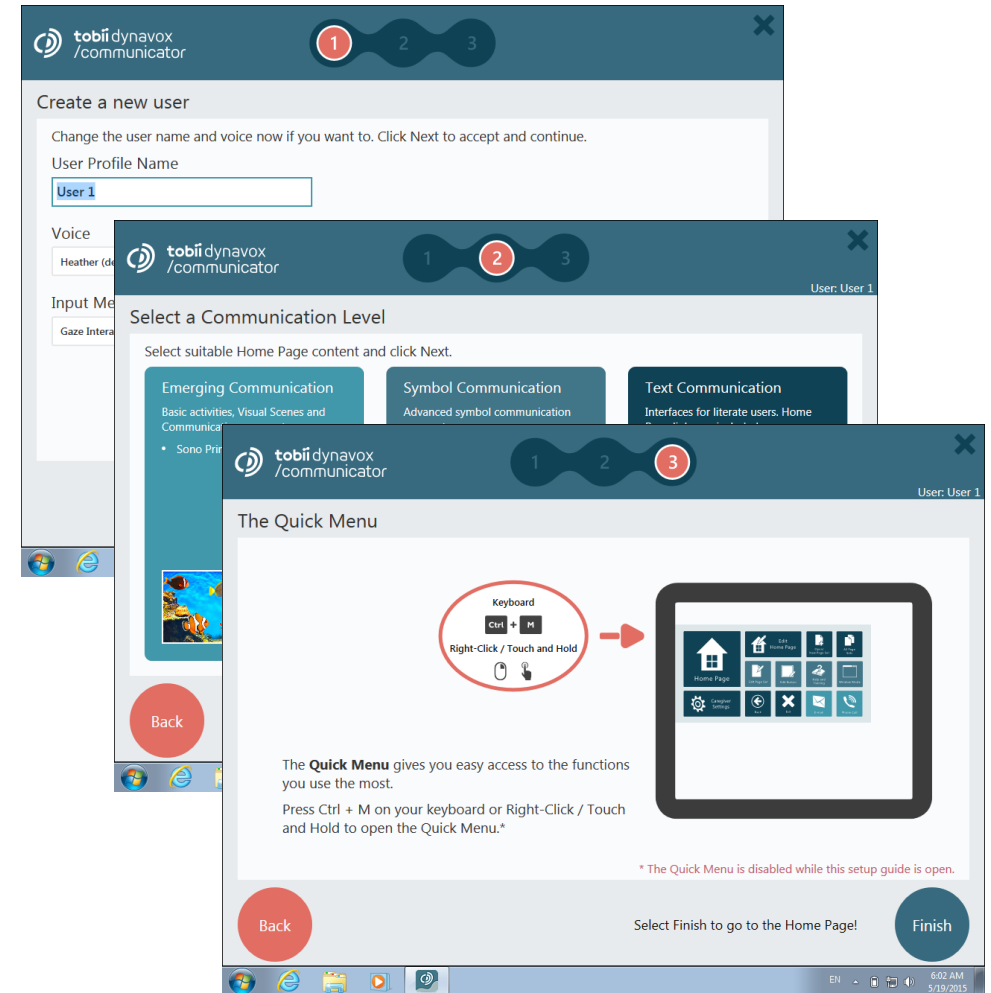 tobii dynavox
/communicator
1 2 3
Create a new user
Change the user name and voice now if you want to. Click Next to accept and continue.
User Profile Name
User 1
Voice
Heather (de
Input Me
Gaze Intera
tobii dynavox
/communicator
1 2 3
User: User 1
Select a Communication Level
Select suitable Home Page content and click Next.
Emerging Communication
Basic activities, Visual Scenes and
Communica
• Sono Prir
Symbol Communication
Advanced symbol communication
Text Communication
Interfaces for literate users. Home
Back
tobii dynavox
/communicator
1 2 3
User: User 1
The Quick Menu
Keyboard
Ctrl + M
Right-Click / Touch and Hold
Home Page
Edit
Home Page
Caregiver
Settings
Back
Exit
The Quick Menu gives you easy access to the functions
you use the most.
Press Ctrl + M on your keyboard or Right-Click / Touch
and Hold to open the Quick Menu.*
* The Quick Menu is disabled while this setup guide is open.
Back
Select Finish to go to the Home Page!
Finish
EN
6:02 AM
5/19/2015